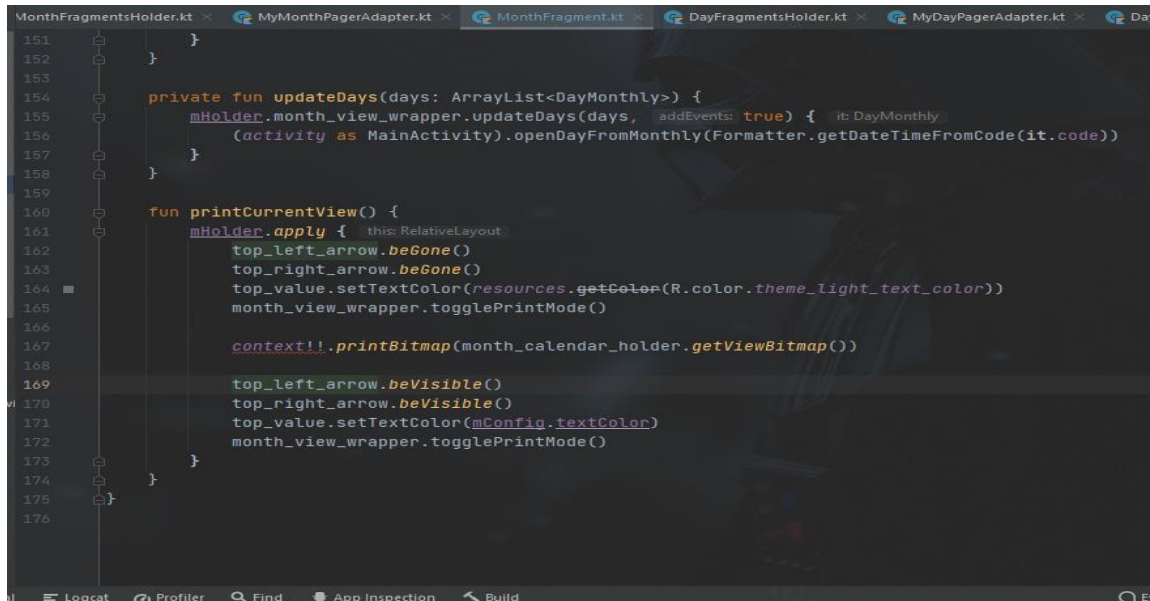 MonthFragmentsHolder.kt × MyMonthPagerAdapter.kt × MonthFragment.kt × DayFragmentsHolder.kt × MyDayPagerAdapter.kt × Da
151 }
152 }
153
154 private fun updateDays(days: ArrayList<DayMonthly>) {
155 mHolder.month_view_wrapper.updateDays(days, addEvents: true) { it: DayMonthly
156 (activity as MainActivity).openDayFromMonthly(Formatter.getDateTimeFromCode(it.code))
157 }
158 }
159
160 fun printCurrentView() {
161 mHolder.apply { this: RelativeLayout
162 top_left_arrow.beGone()
163 top_right_arrow.beGone()
164 top_value.setTextColor(resources.getColor(R.color.theme_light_text_color))
165 month_view_wrapper.togglePrintMode()
166
167 context!!.printBitmap(month_calendar_holder.getViewBitmap())
168
169 top_left_arrow.beVisible()
vi 170 top_right_arrow.beVisible()
171 top_value.setTextColor(mConfig.textColor)
172 month_view_wrapper.togglePrintMode()
173 }
174 }
175 }
176
Logcat Profiler Find App Inspection Build